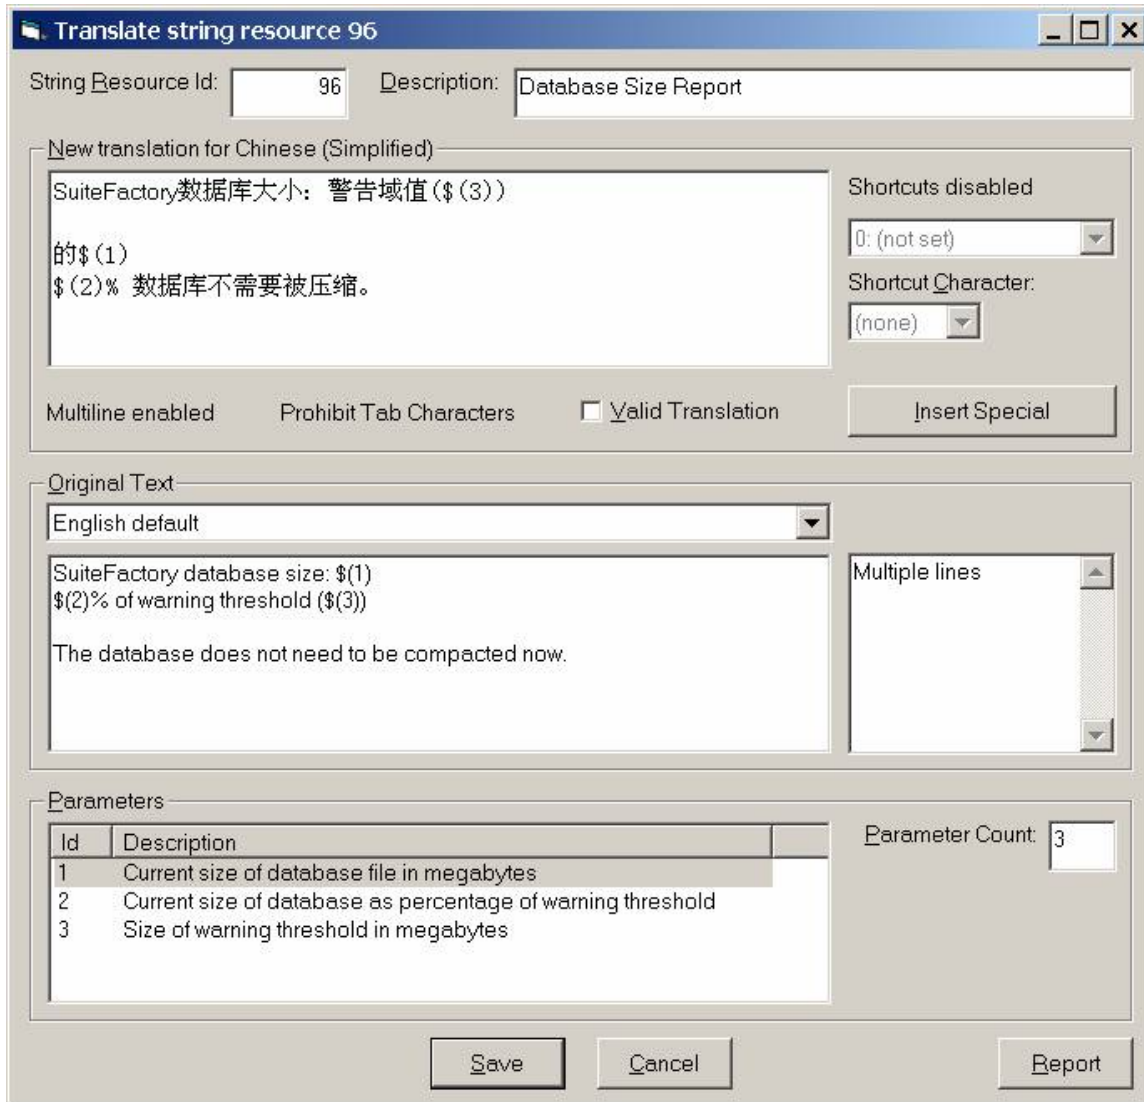 Translate string resource 96
String Resource Id: 96 Description: Database Size Report
New translation for Chinese (Simplified)
SuiteFactory数据库大小：警告域值($(3))
的$(1)
$(2)% 数据库不需要被压缩。
Shortcuts disabled
0: (not set)
Shortcut Character:
(none)
Multiline enabled Prohibit Tab Characters Valid Translation Insert Special
Original Text
English default
SuiteFactory database size: $(1)
$(2)% of warning threshold ($(3))
The database does not need to be compacted now.
Multiple lines
Parameters
Id Description
1 Current size of database file in megabytes
2 Current size of database as percentage of warning threshold
3 Size of warning threshold in megabytes
Parameter Count: 3
Save Cancel Report